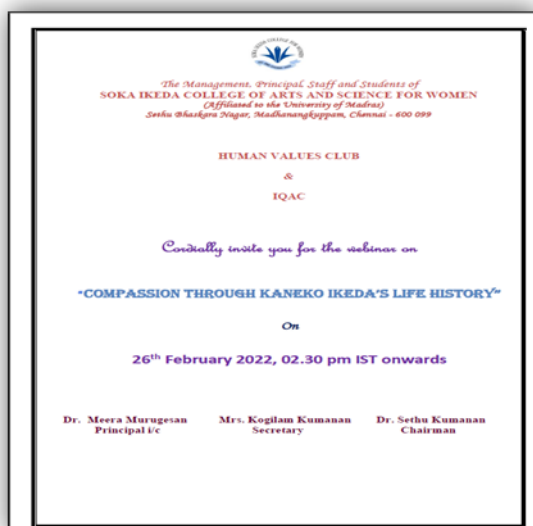 The Management, Principal, Staff and Students of
SOKA IKEDA COLLEGE OF ARTS AND SCIENCE FOR WOMEN
(Affiliated to the University of Madras)
Sethu Bhaskara Nagar, Madhanangkuppam, Chennai - 600 099
HUMAN VALUES CLUB
&
IQAC
Cordially invite you for the webinar on
"COMPASSION THROUGH KANEKO IKEDA'S LIFE HISTORY"
On
26th February 2022, 02.30 pm IST onwards
Dr. Meera Murugesan Mrs. Kogilam Kumanan Dr. Sethu Kumanan
Principal i/c Secretary Chairman